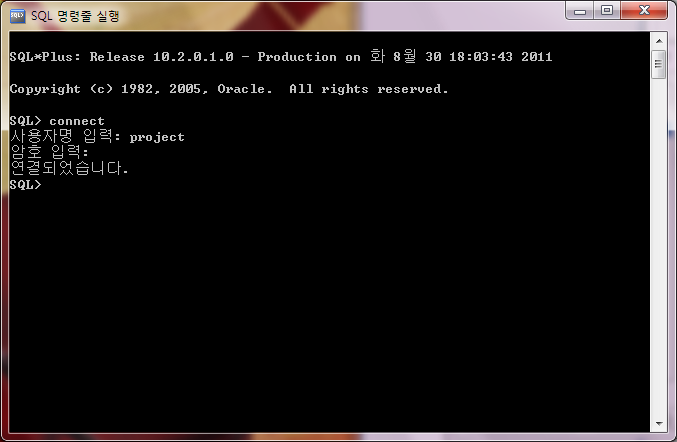 SQL 명령줄 실행
SQL*Plus: Release 10.2.0.1.0 - Production on 화 8월 30 18:03:43 2011
Copyright (c) 1982, 2005, Oracle.  All rights reserved.
SQL> connect
사용자명 입력: project
암호 입력:
연결되었습니다.
SQL>